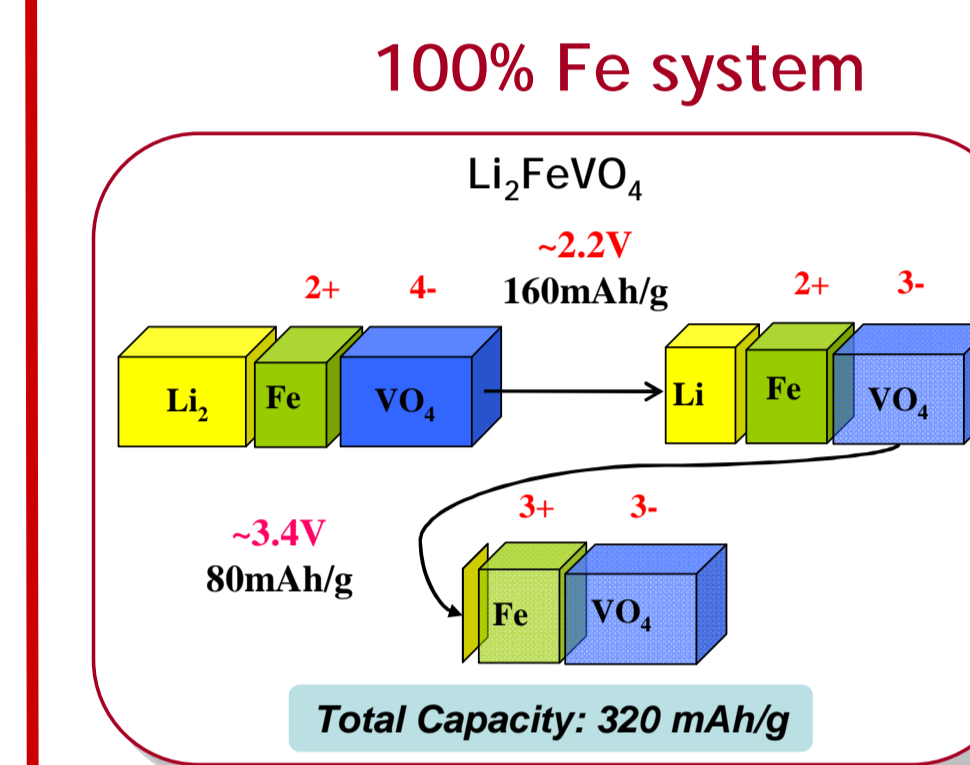 100% Fe system
Li₂FeVO₄
~2.2V
2+ 4- 160mAh/g 2+ 3-
Li₂ Fe VO₄ Li Fe VO₄
3+ 3-
~3.4V
80mAh/g
Fe VO₄
Total Capacity: 320 mAh/g